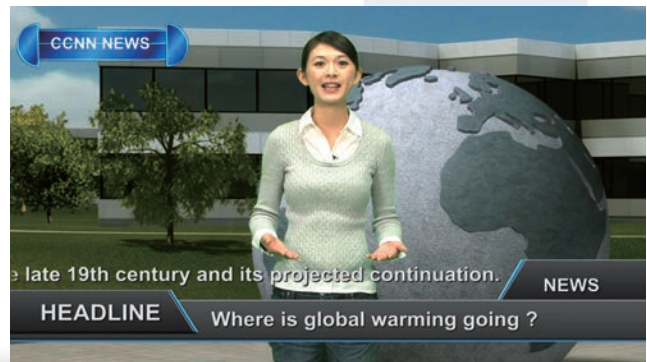 CCNN NEWS
late 19th century and its projected continuation.
NEWS
HEADLINE
Where is global warming going ?